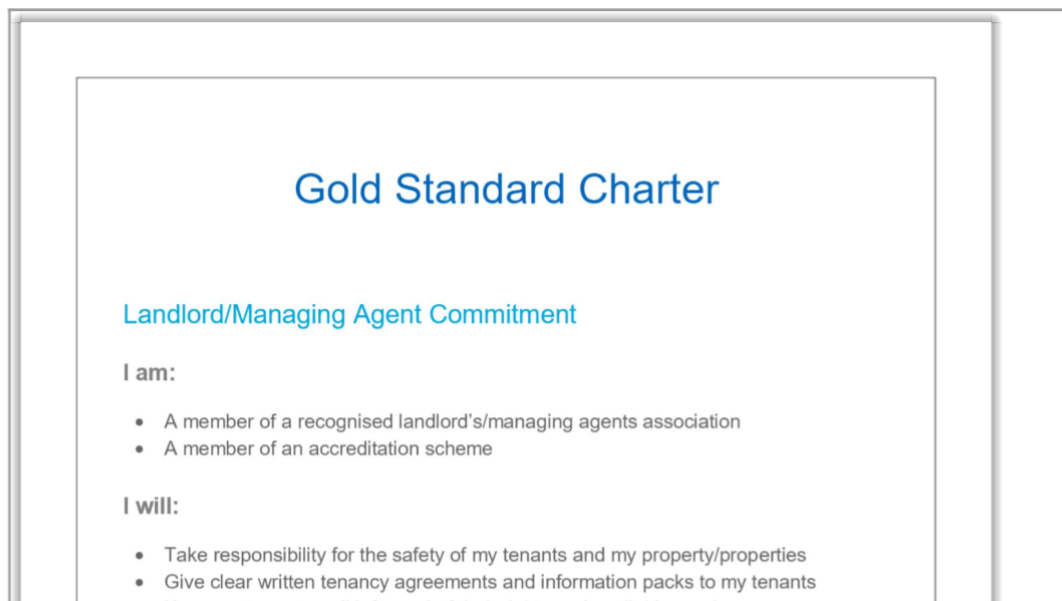 Gold Standard Charter
Landlord/Managing Agent Commitment
I am:
• A member of a recognised landlord's/managing agents association
• A member of an accreditation scheme
I will:
• Take responsibility for the safety of my tenants and my property/properties
• Give clear written tenancy agreements and information packs to my tenants